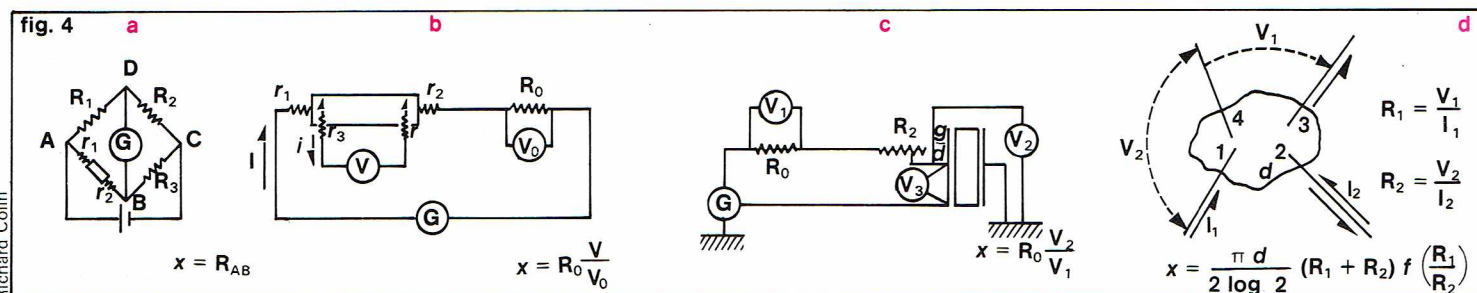 fig. 4
a
b
c
d
D
R1
R2
A
G
C
r1
r2
B
R3
x = RAB
r1
r2
R0
r3
r
I
i
V
V0
G
x = R0 V/V0
V1
R0
R2
g
d
V3
V2
G
x = R0 V2/V1
V1
V2
4
3
1
2
d
I1
I2
R1 = V1/I1
R2 = V2/I2
x = π d/2 log 2 (R1 + R2) f (R1/R2)
Richard Colin